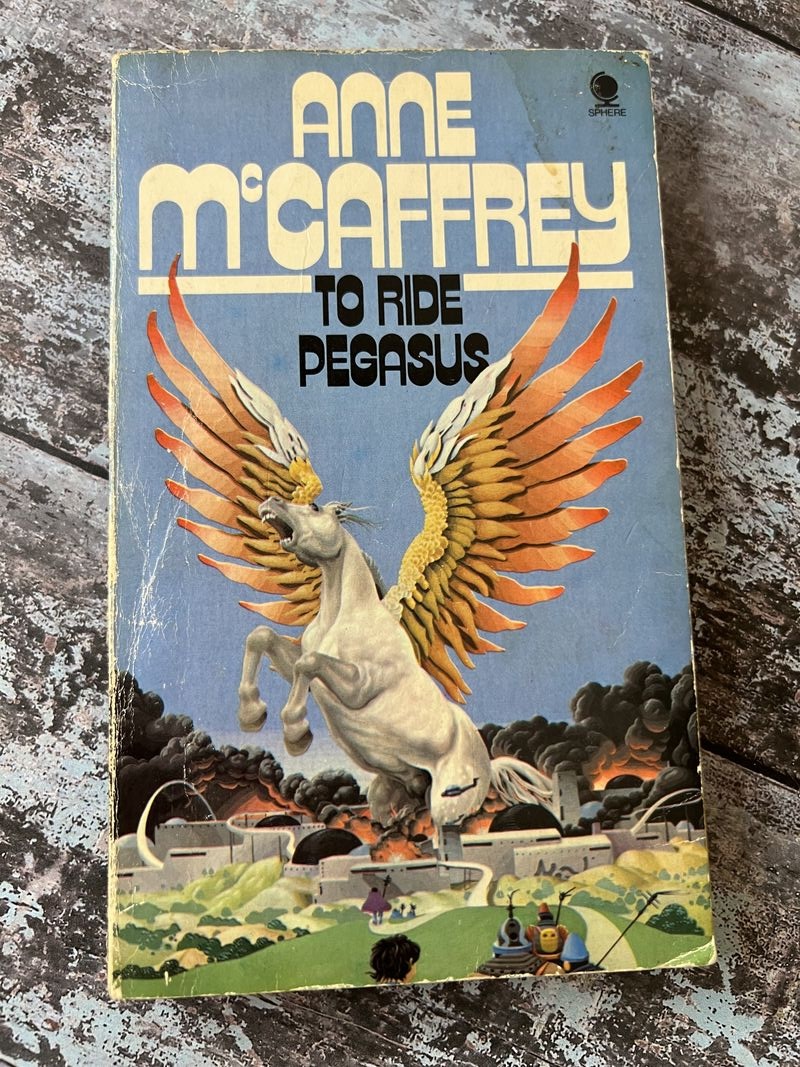 ANNE
McCAFFREY
TO RIDE
PEGASUS
SPHERE